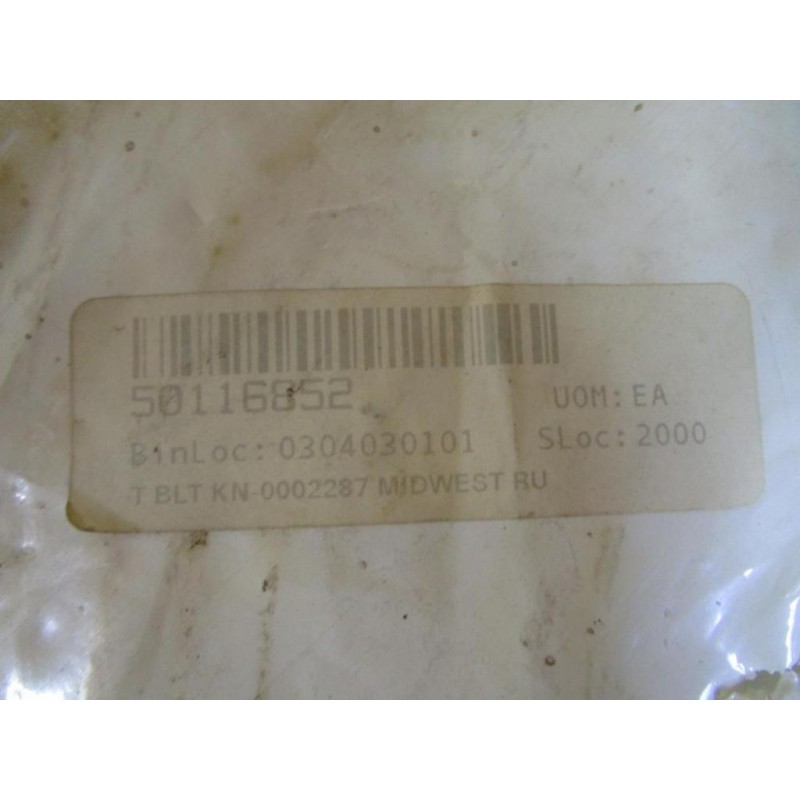 50116852 UOM: EA
BinLoc: 0304030101 SLoc: 2000
T BLT KN-0002287 MIDWEST RU